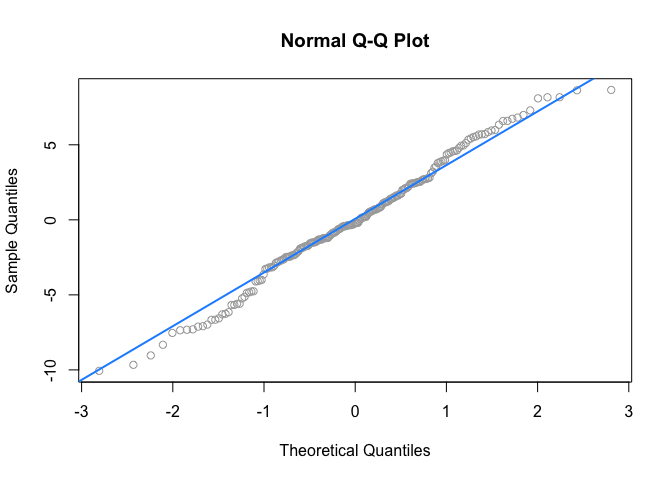 Normal Q-Q Plot
Sample Quantiles
5
0
-5
-10
-3 -2 -1 0 1 2 3
Theoretical Quantiles